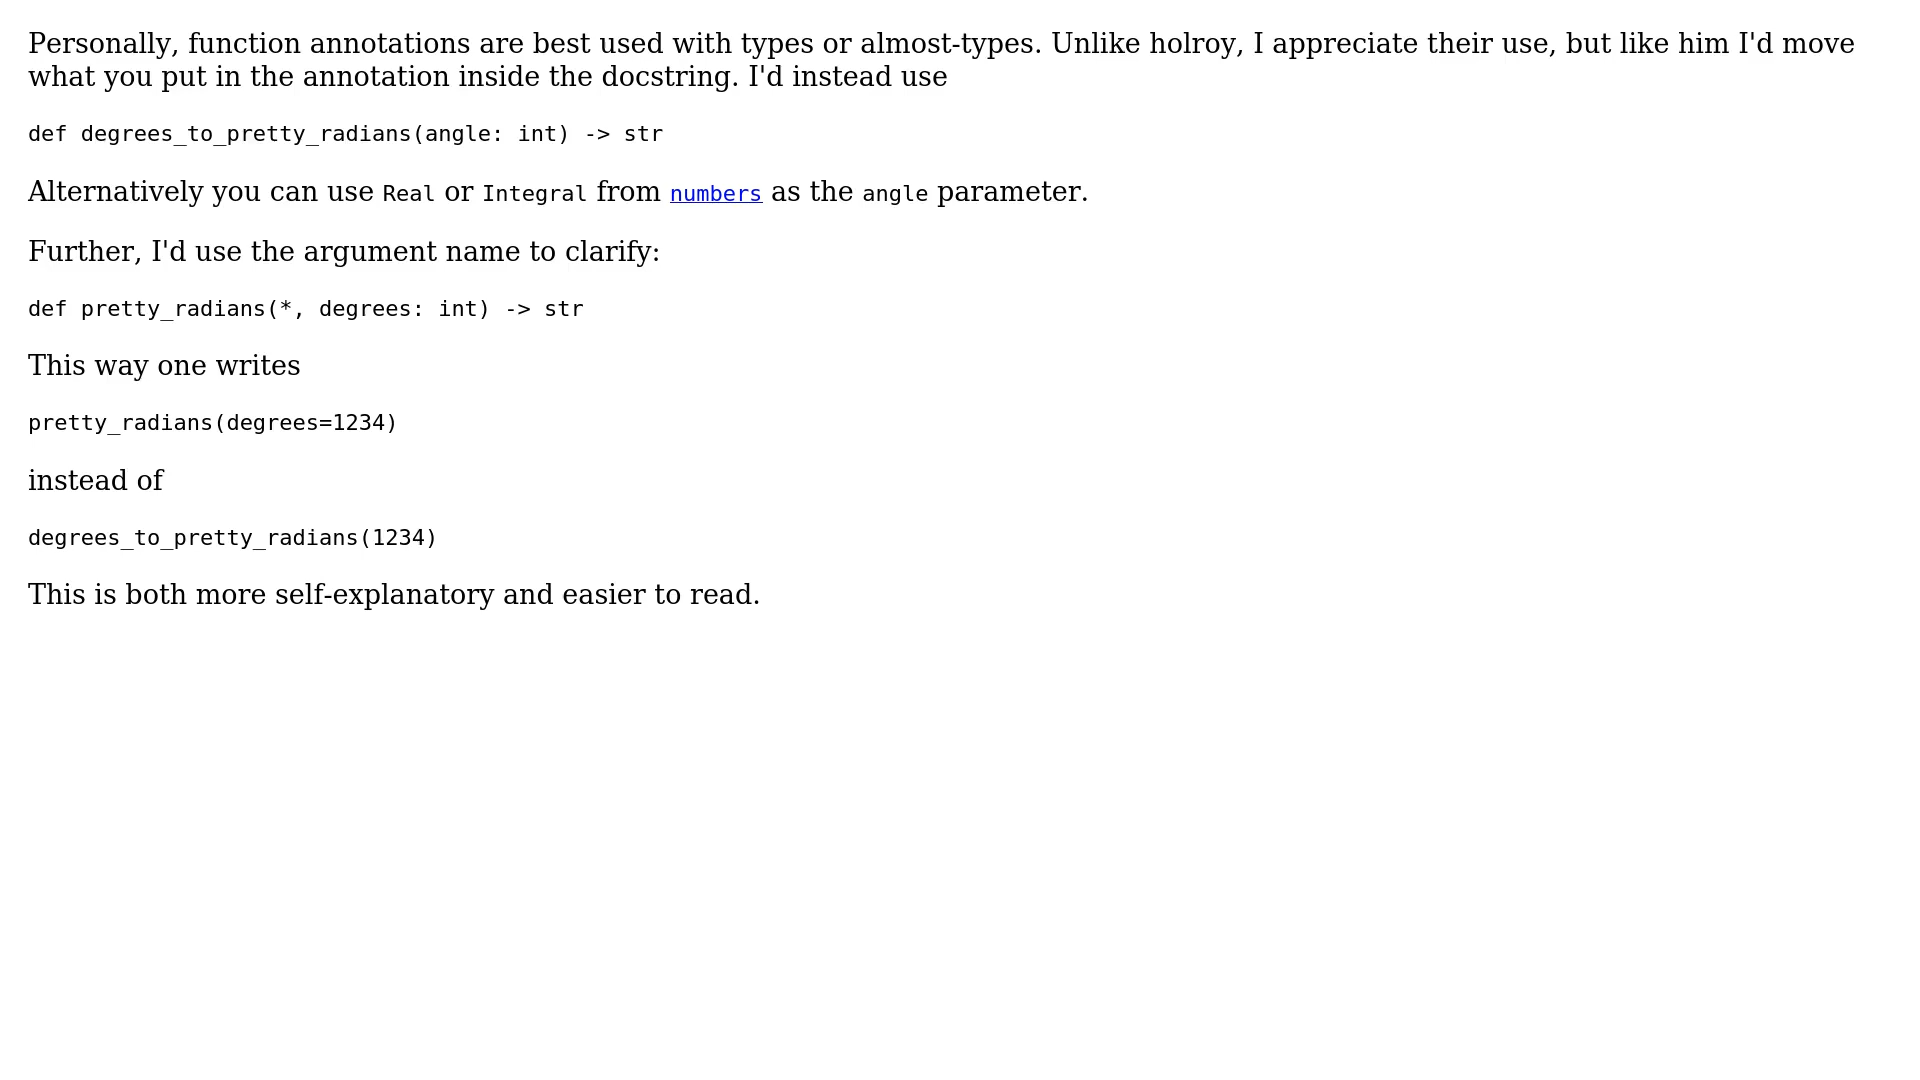 Personally, function annotations are best used with types or almost-types. Unlike holroy, I appreciate their use, but like him I'd move
what you put in the annotation inside the docstring. I'd instead use
def degrees_to_pretty_radians(angle: int) -> str
Alternatively you can use Real or Integral from numbers as the angle parameter.
Further, I'd use the argument name to clarify:
def pretty_radians(*, degrees: int) -> str
This way one writes
pretty_radians(degrees=1234)
instead of
degrees_to_pretty_radians(1234)
This is both more self-explanatory and easier to read.